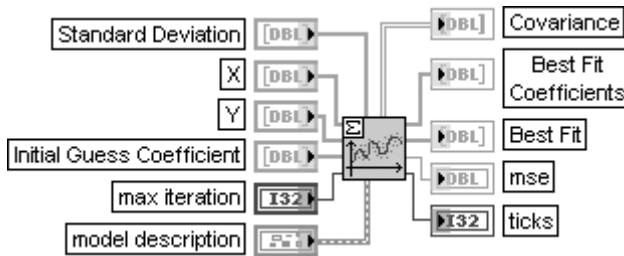 Standard Deviation
[DBL]
X
[DBL]
Y
[DBL]
Initial Guess Coefficient
[DBL]
max iteration
I32
model description
Σ
[DBL]
Covariance
[DBL]
Best Fit
Coefficients
[DBL]
Best Fit
DBL
mse
I32
ticks